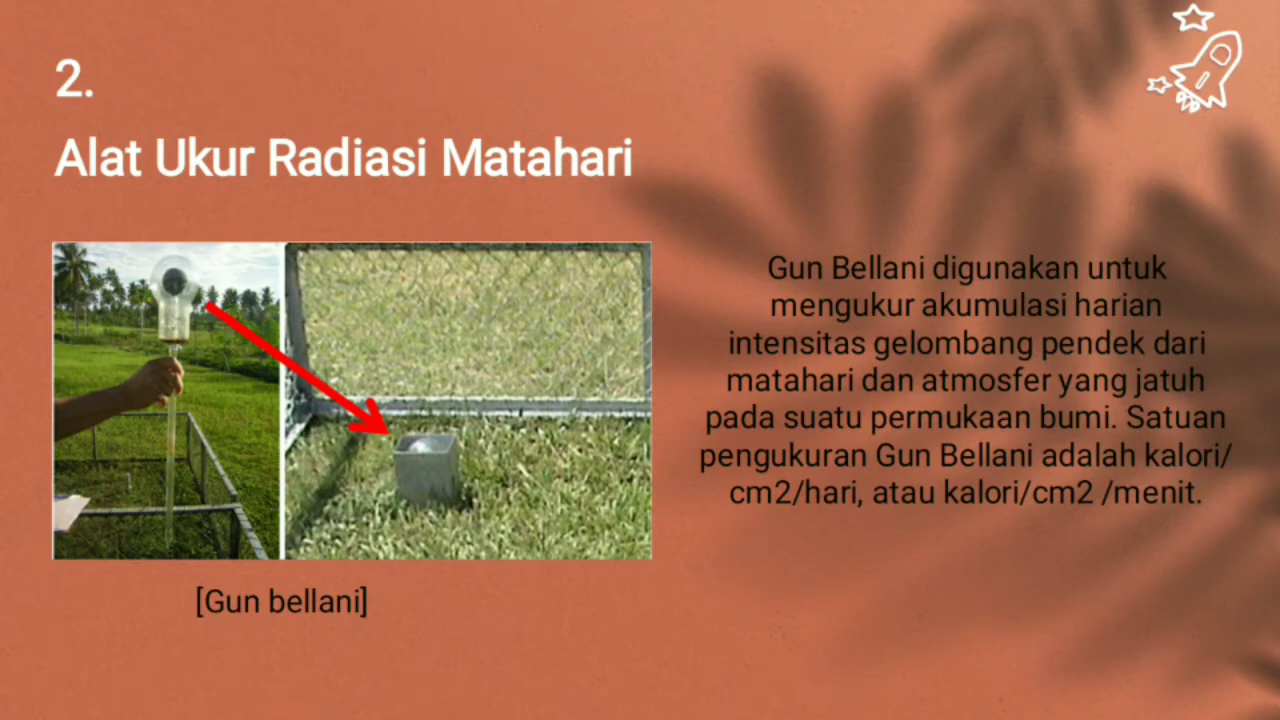 2.
Alat Ukur Radiasi Matahari
Gun Bellani digunakan untuk
mengukur akumulasi harian
intensitas gelombang pendek dari
matahari dan atmosfer yang jatuh
pada suatu permukaan bumi. Satuan
pengukuran Gun Bellani adalah kalori/
cm2/hari, atau kalori/cm2 /menit.
[Gun bellani]